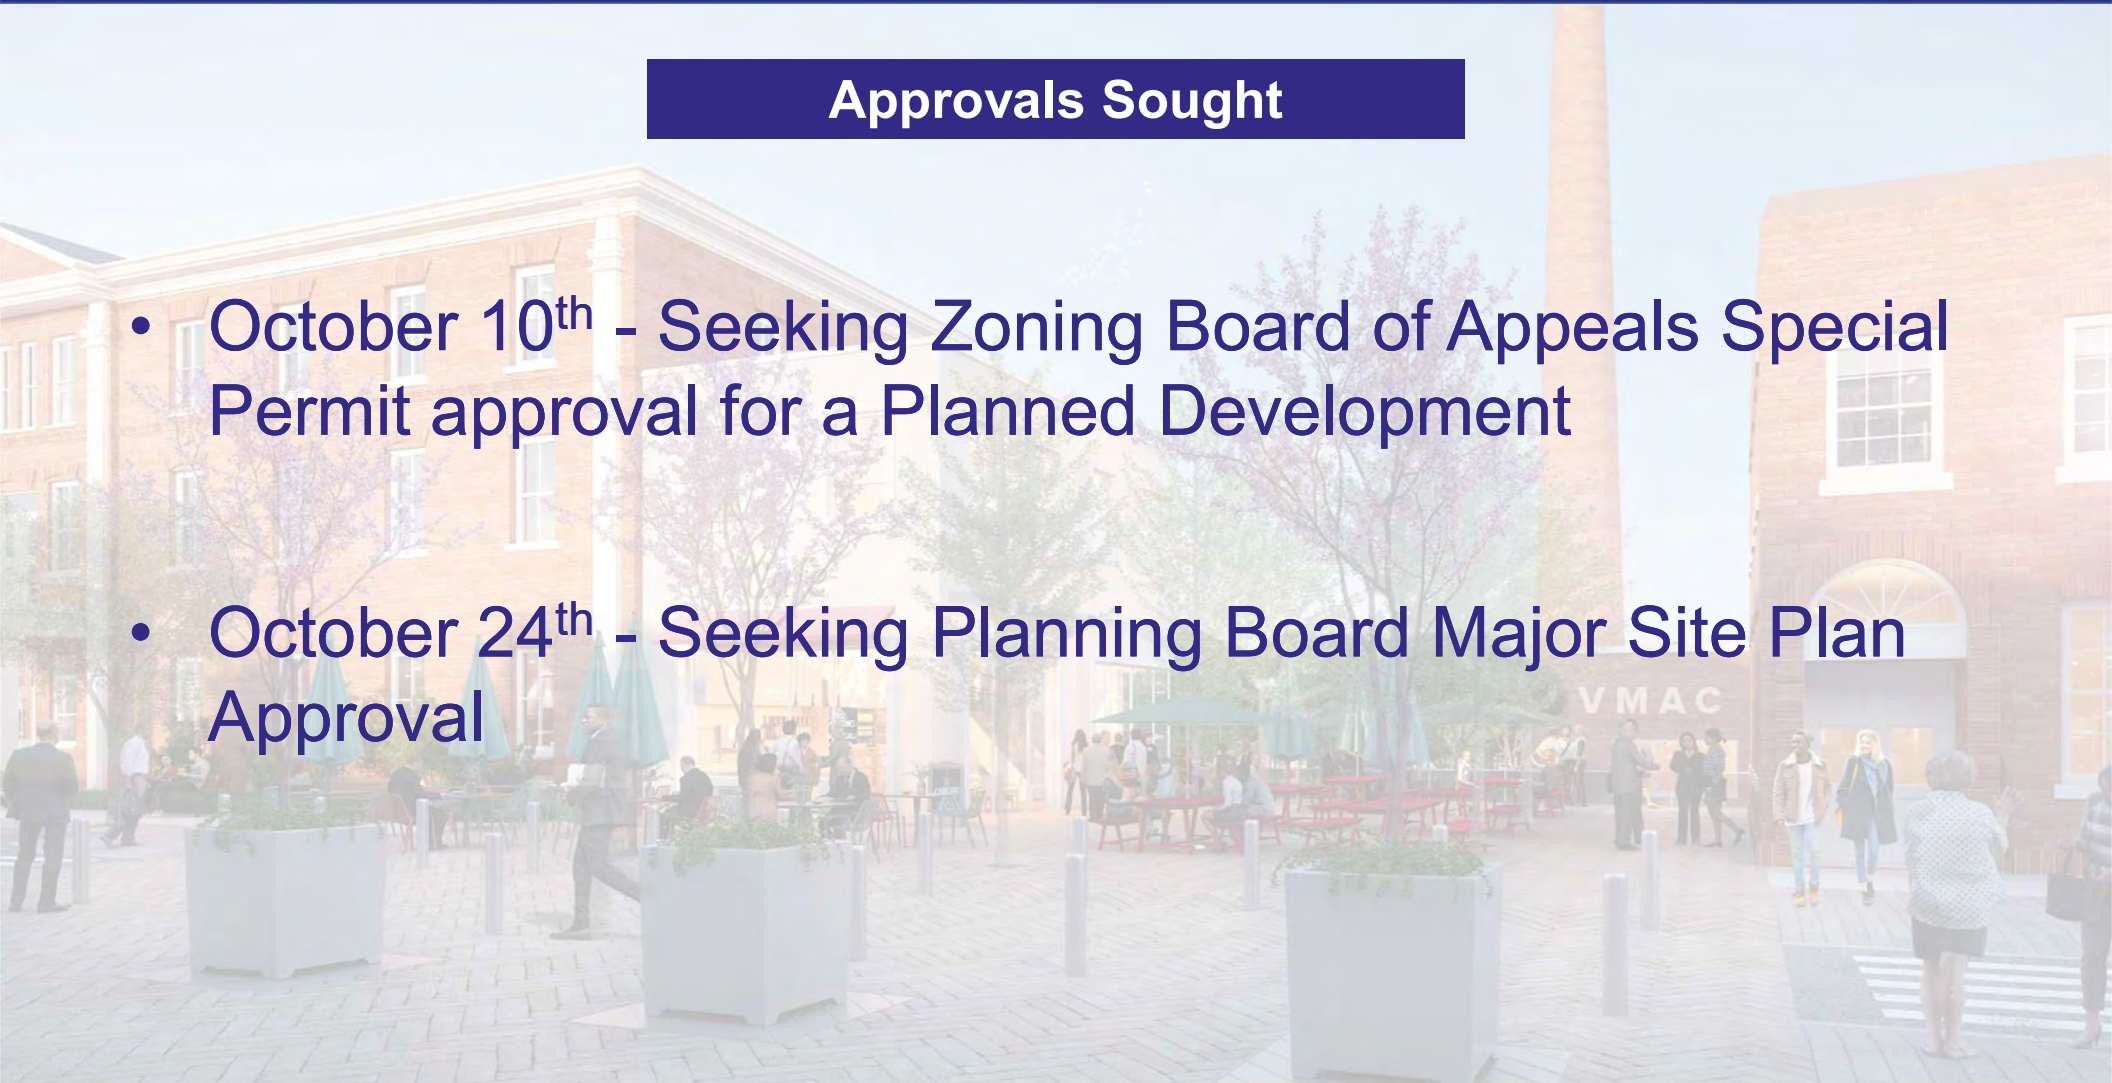 Approvals Sought
• October 10th - Seeking Zoning Board of Appeals Special
Permit approval for a Planned Development
• October 24th - Seeking Planning Board Major Site Plan
Approval
VMAC